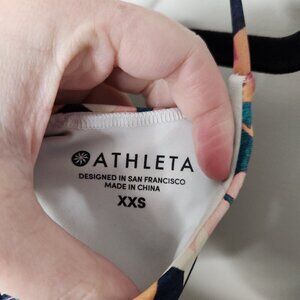 ATHLETA
DESIGNED IN SAN FRANCISCO
MADE IN CHINA
XXS